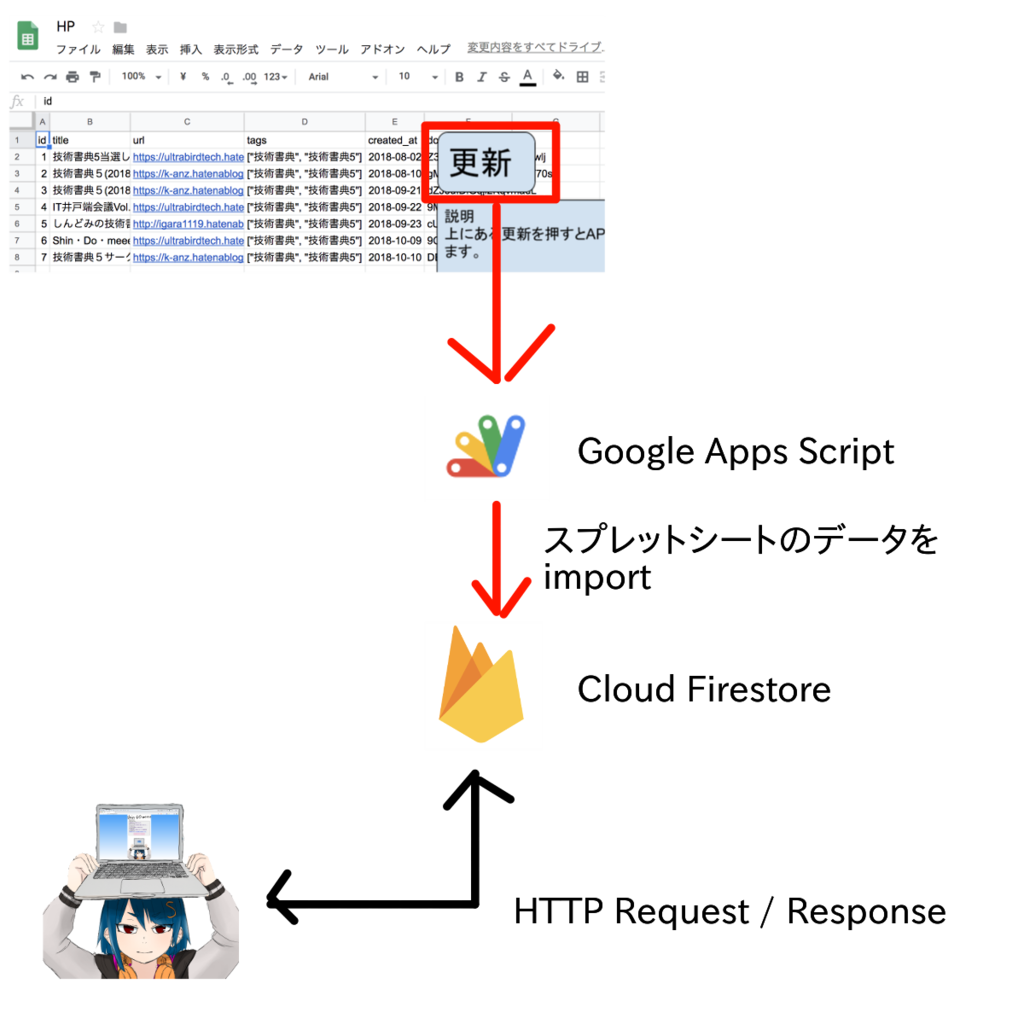 HP
ファイル 編集 表示 挿入 表示形式 データ ツール アドオン ヘルプ 変更内容をすべてドライブ
100% ¥ % .0 .00 123 Arial 10 B I S A
fx id
A B C D E
1 id title url tags created_at
2 1 技術書典5当選し https://ultrabirdtech.hate ["技術書典", "技術書典5"] 2018-08-02
3 2 技術書典５(2018 https://k-anz.hatenablog ["技術書典", "技術書典5"] 2018-08-10
4 3 技術書典５(2018 https://k-anz.hatenablog ["技術書典", "技術書典5"] 2018-09-21
5 4 IT井戸端会議Vol. https://ultrabirdtech.hate ["技術書典", "技術書典5"] 2018-09-22
6 5 しんどみの技術書 http://igara1119.hatenab ["技術書典", "技術書典5"] 2018-09-23
7 6 Shin・Do・mee https://ultrabirdtech.hate ["技術書典", "技術書典5"] 2018-10-09
8 7 技術書典５サーク https://k-anz.hatenablog ["技術書典", "技術書典5"] 2018-10-10
更新
説明
上にある更新を押すとAP
ます。
Google Apps Script
スプレットシートのデータを
import
Cloud Firestore
HTTP Request / Response